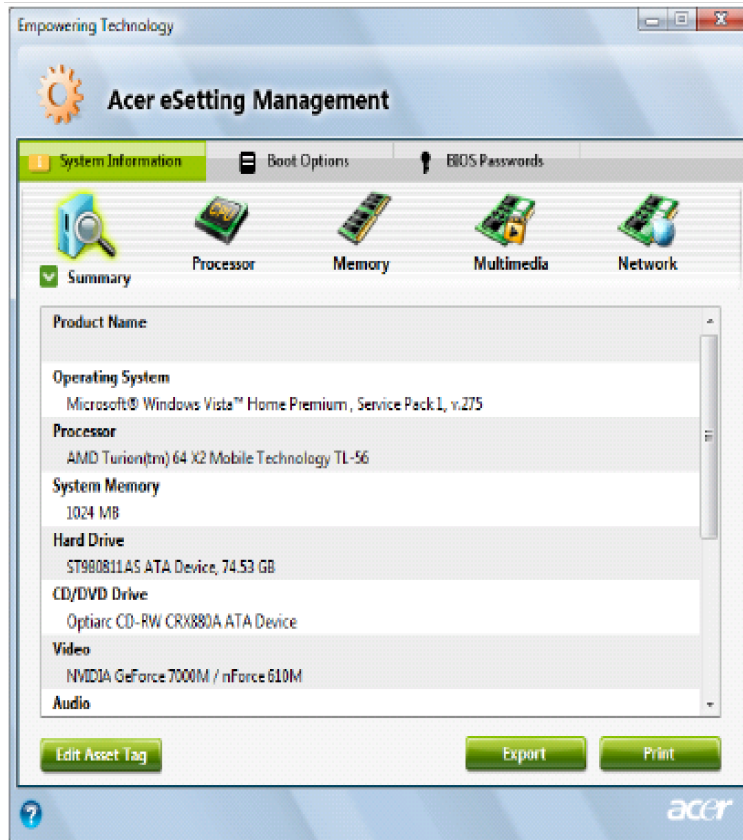 Empowering Technology
Acer eSetting Management
System Information
Boot Options
BIOS Passwords
CPU
Summary
Processor
Memory
Multimedia
Network
Product Name
Operating System
Microsoft® Windows Vista™ Home Premium , Service Pack 1, v.275
Processor
AMD Turion(tm) 64 X2 Mobile Technology TL-56
System Memory
1024 MB
Hard Drive
ST980811AS ATA Device, 74.53 GB
CD/DVD Drive
Optiarc CD-RW CRX880A ATA Device
Video
NVIDIA GeForce 7000M / nForce 610M
Audio
Edit Asset Tag
Export
Print
?
acer